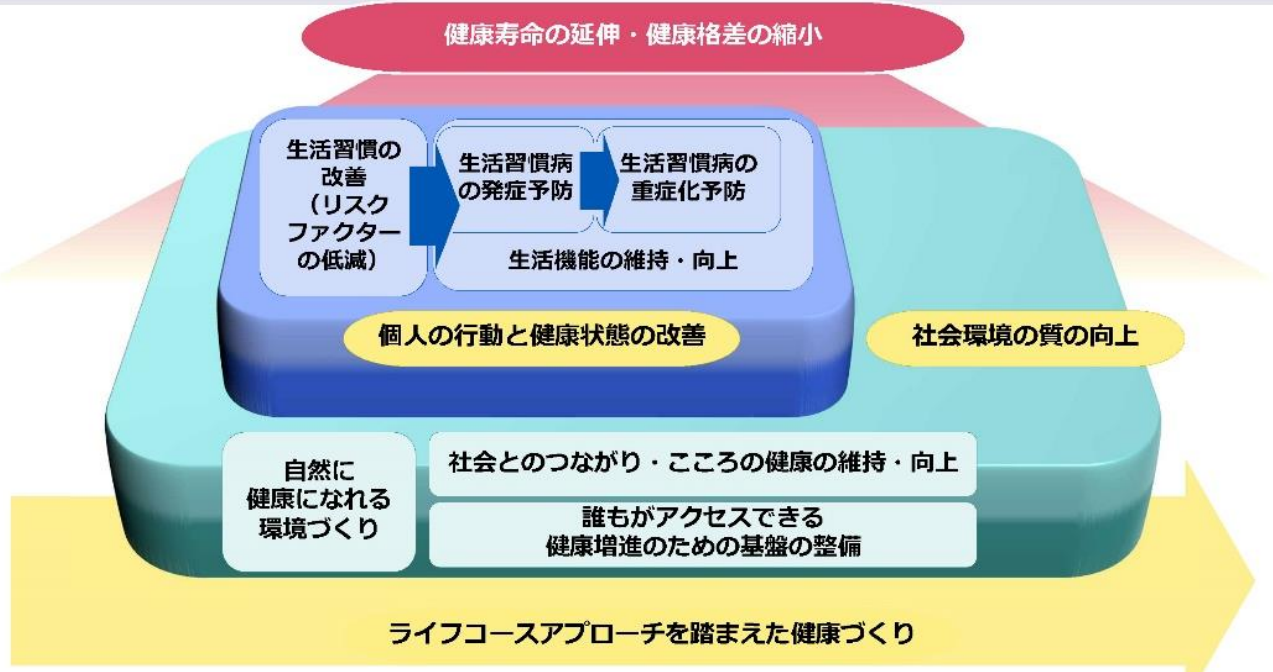 健康寿命の延伸・健康格差の縮小
生活習慣の
改善
（リスク
ファクター
の低減）
生活習慣病
の発症予防
生活習慣病の
重症化予防
生活機能の維持・向上
個人の行動と健康状態の改善
社会環境の質の向上
自然に
健康になれる
環境づくり
社会とのつながり・こころの健康の維持・向上
誰もがアクセスできる
健康増進のための基盤の整備
ライフコースアプローチを踏まえた健康づくり